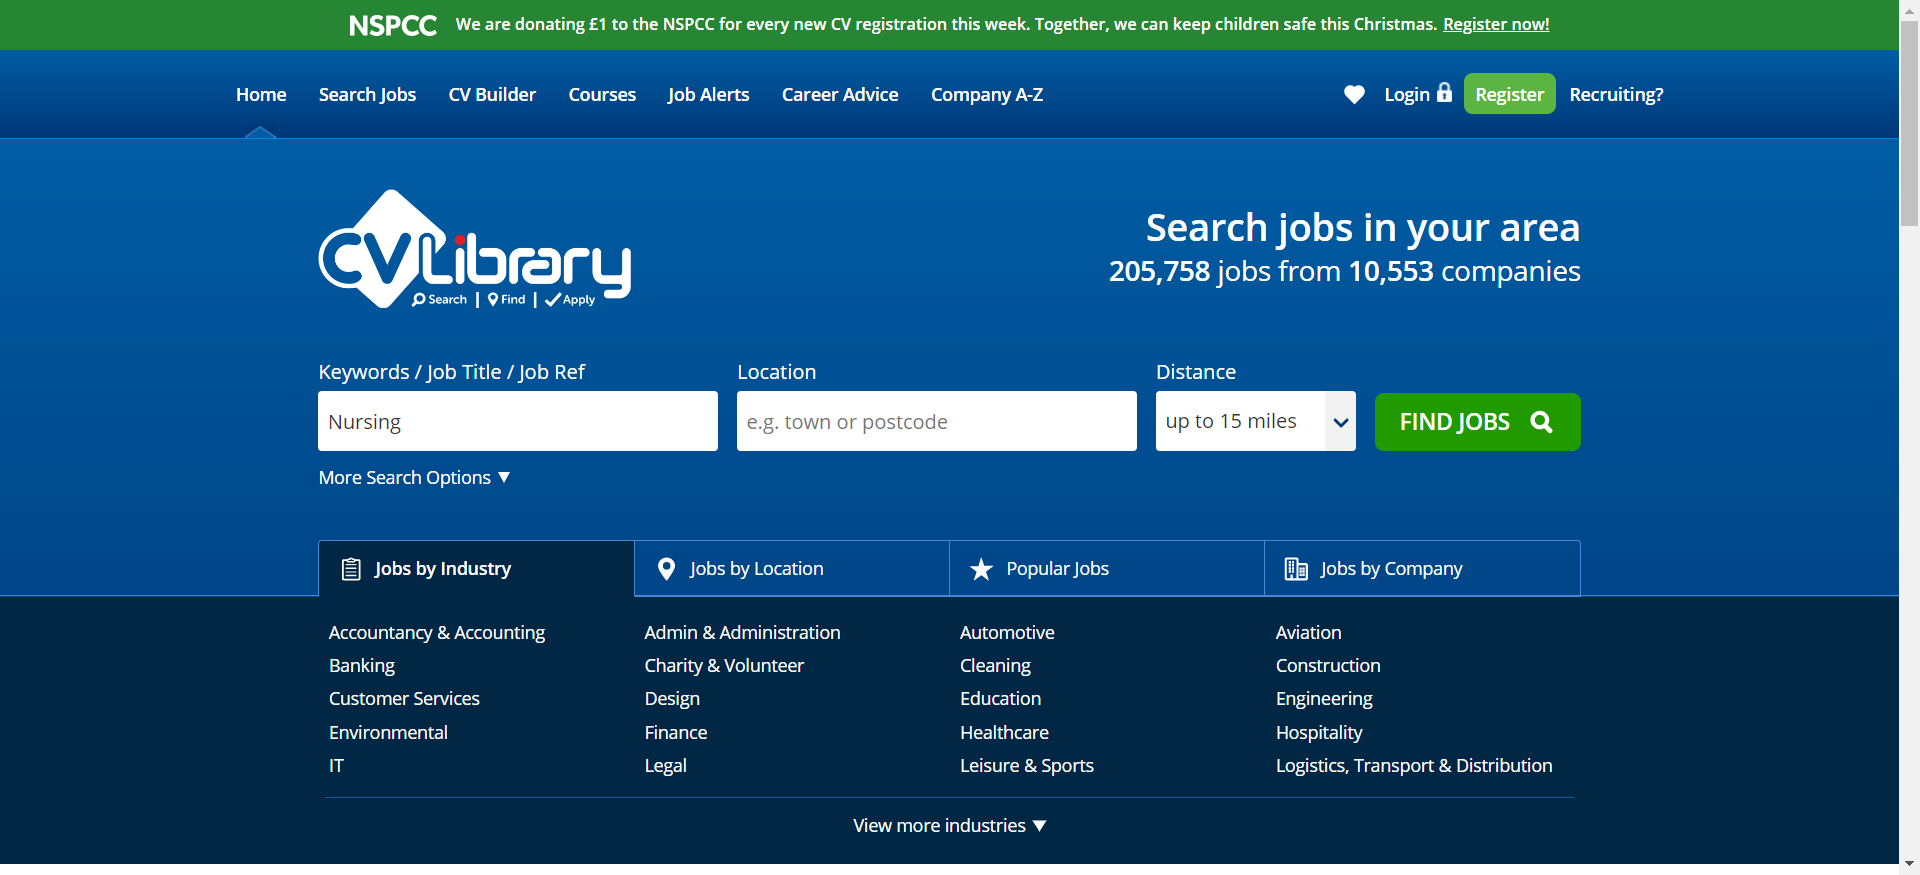 NSPCC We are donating £1 to the NSPCC for every new CV registration this week. Together, we can keep children safe this Christmas. Register now!
Home Search Jobs CV Builder Courses Job Alerts Career Advice Company A-Z Login Register Recruiting?
CVLibrary
Search | Find | Apply
Search jobs in your area
205,758 jobs from 10,553 companies
Keywords / Job Title / Job Ref Location Distance
Nursing e.g. town or postcode up to 15 miles FIND JOBS
More Search Options ▼
Jobs by Industry Jobs by Location Popular Jobs Jobs by Company
Accountancy & Accounting Admin & Administration Automotive Aviation
Banking Charity & Volunteer Cleaning Construction
Customer Services Design Education Engineering
Environmental Finance Healthcare Hospitality
IT Legal Leisure & Sports Logistics, Transport & Distribution
View more industries ▼